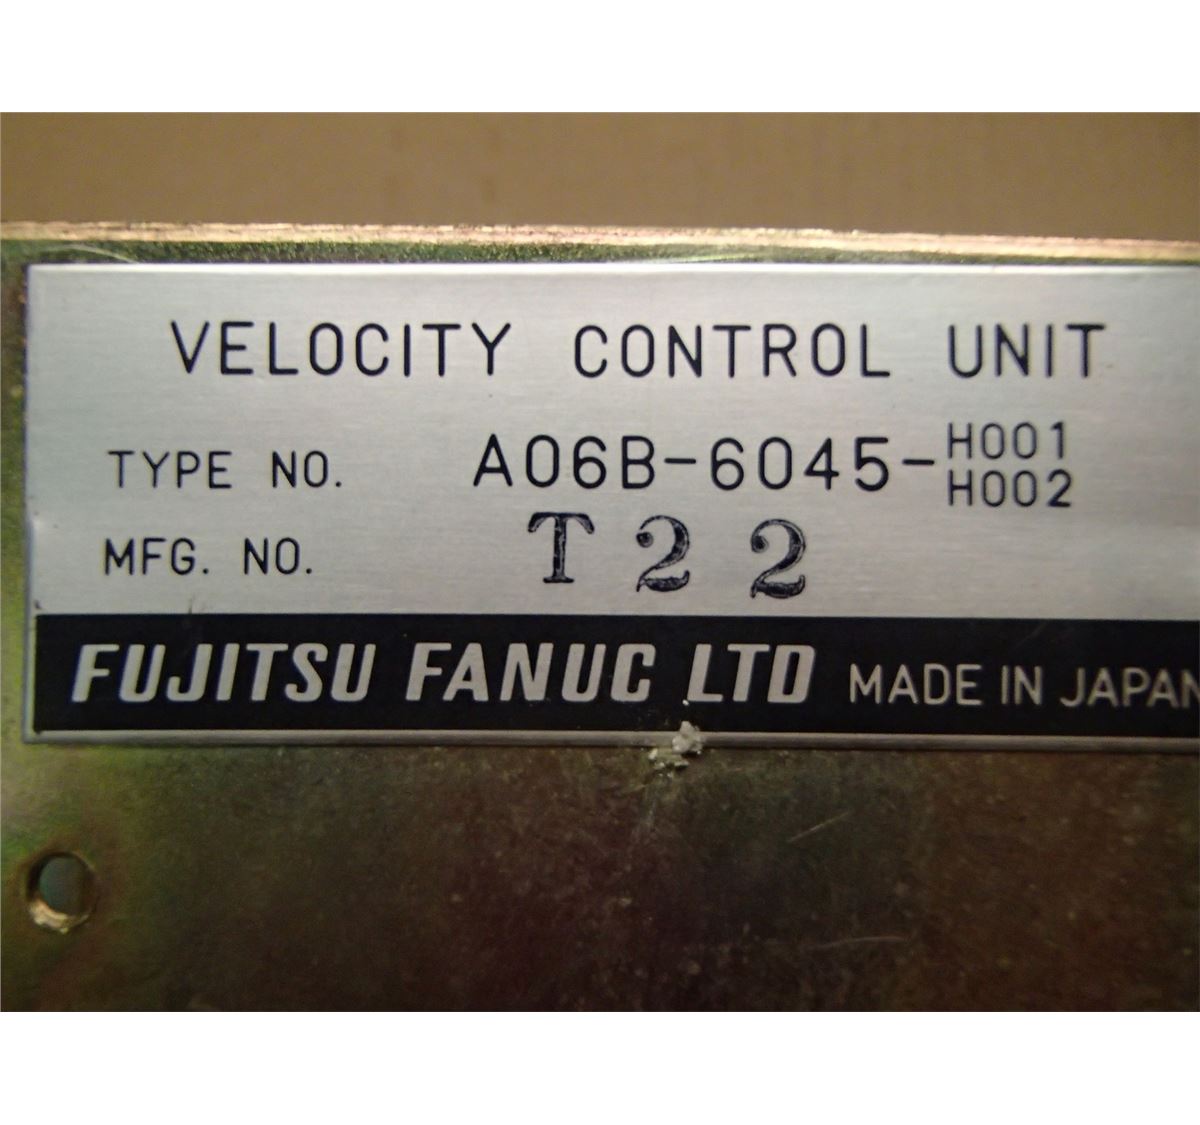 VELOCITY CONTROL UNIT
TYPE NO. A06B-6045-H001
H002
MFG. NO. T22
FUJITSU FANUC LTD MADE IN JAPAN